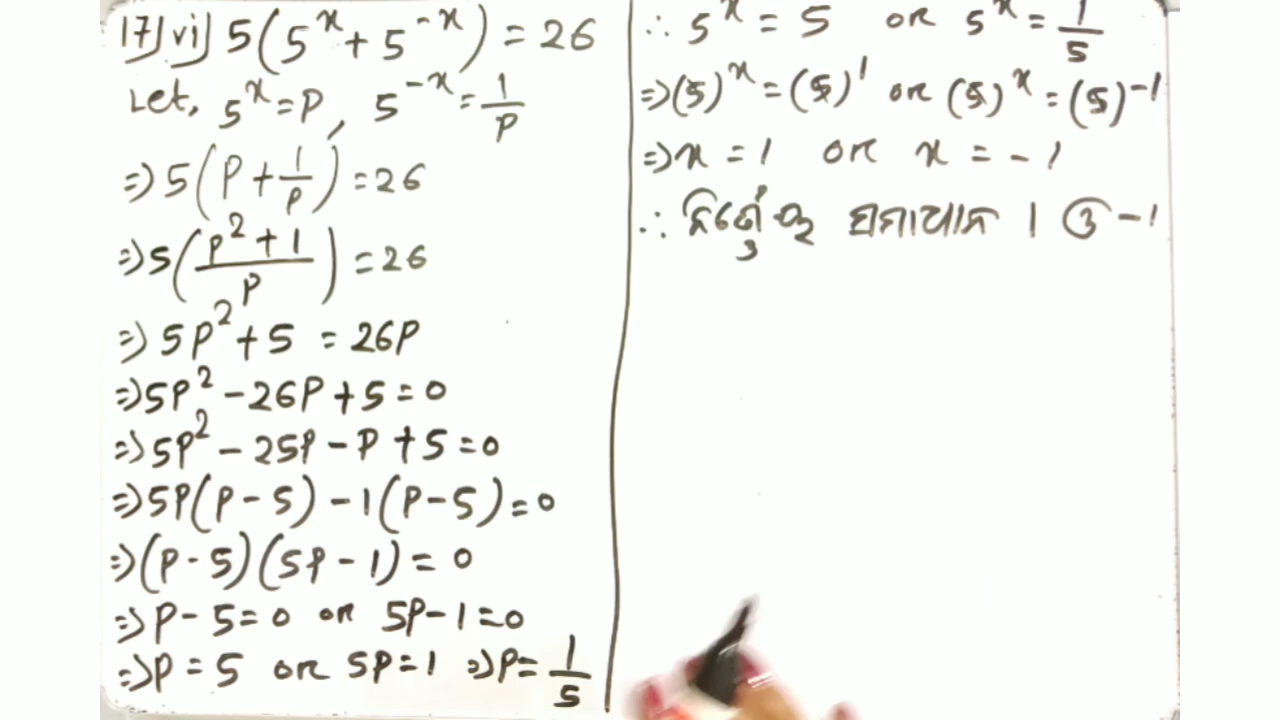 17) vi) 5(5^x + 5^-x) = 26
Let, 5^x = P, 5^-x = 1/P
⇒ 5(P + 1/P) = 26
⇒ 5((P^2 + 1)/P) = 26
⇒ 5P^2 + 5 = 26P
⇒ 5P^2 - 26P + 5 = 0
⇒ 5P^2 - 25P - P + 5 = 0
⇒ 5P(P - 5) - 1(P - 5) = 0
⇒ (P - 5)(5P - 1) = 0
⇒ P - 5 = 0 or 5P - 1 = 0
⇒ P = 5 or 5P = 1 ⇒ P = 1/5
∴ 5^x = 5 or 5^x = 1/5
⇒ (5)^x = (5)^1 or (5)^x = (5)^-1
⇒ x = 1 or x = -1
∴ ନିର୍ଣ୍ଣେୟ ସମାଧାନ 1 ଓ -1